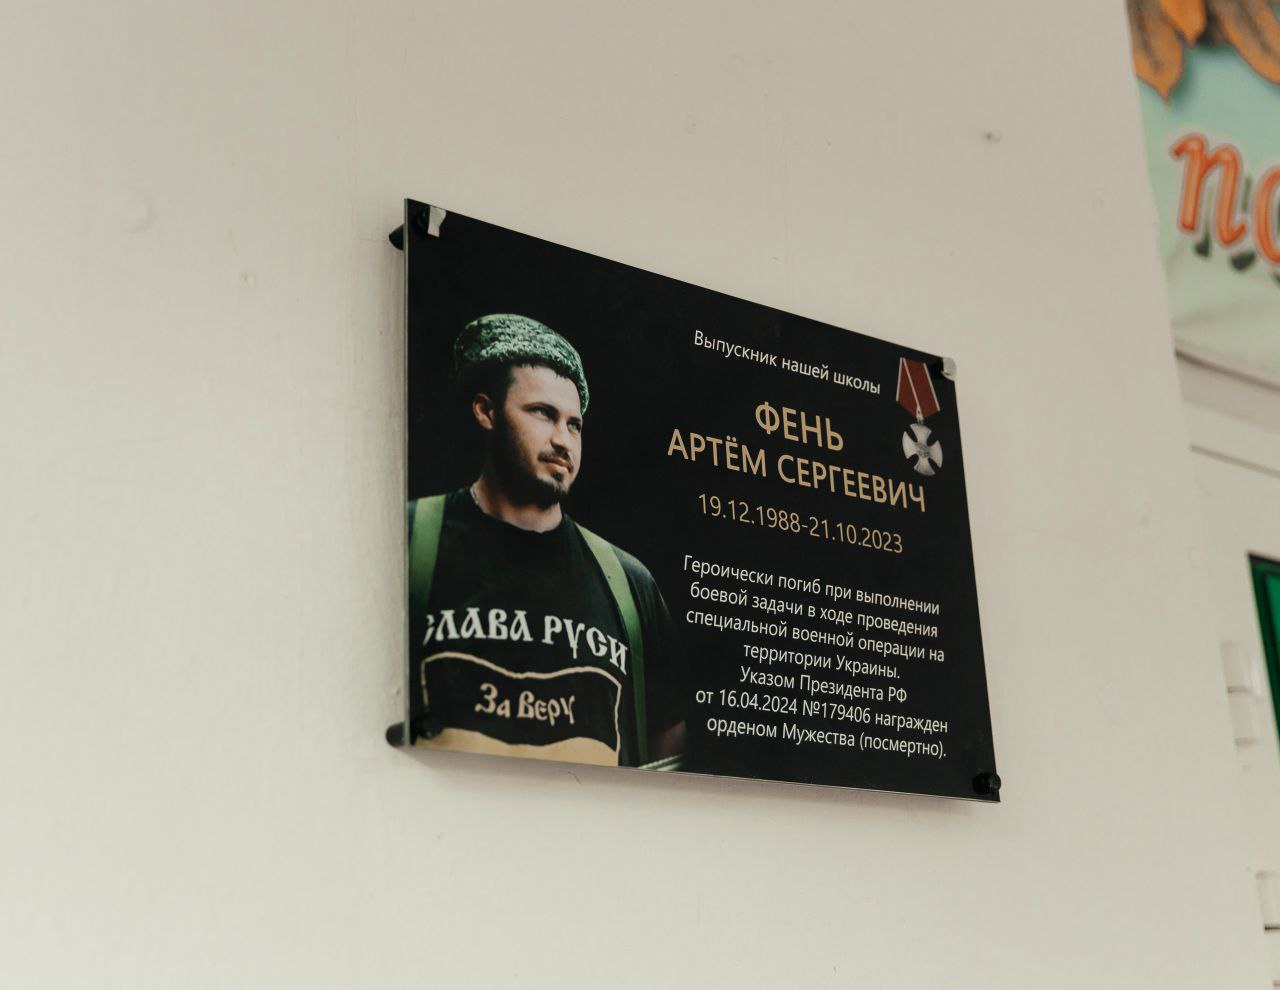 Выпускник нашей школы
ФЕНЬ
АРТЁМ СЕРГЕЕВИЧ
19.12.1988-21.10.2023
Героически погиб при выполнении
боевой задачи в ходе проведения
специальной военной операции на
территории Украины.
Указом Президента РФ
от 16.04.2024 №179406 награжден
орденом Мужества (посмертно).
СЛАВА РУСИ
За Веру